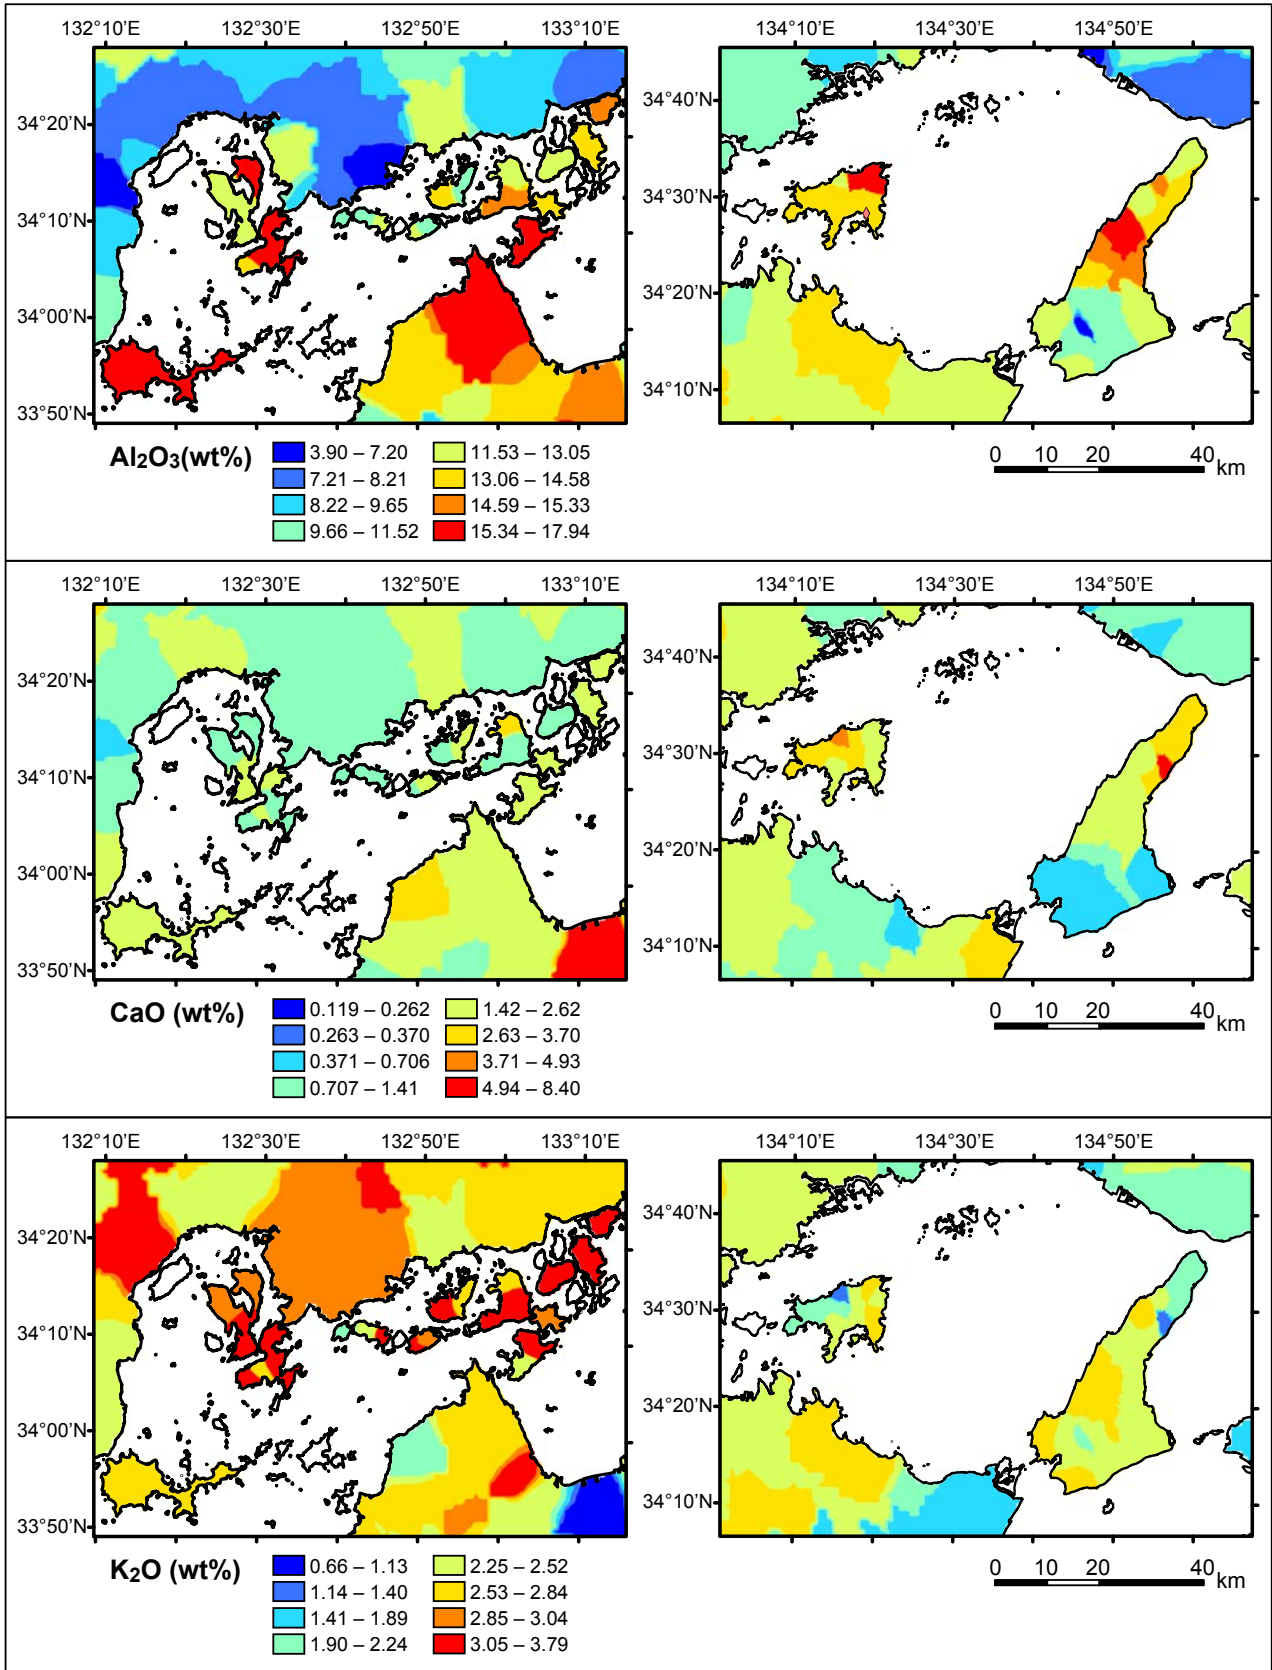 132°10'E 132°30'E 132°50'E 133°10'E 134°10'E 134°30'E 134°50'E
34°20'N
34°10'N
34°00'N
33°50'N
34°40'N
34°30'N
34°20'N
34°10'N
Al₂O₃(wt%)
3.90 – 7.20 11.53 – 13.05
7.21 – 8.21 13.06 – 14.58
8.22 – 9.65 14.59 – 15.33
9.66 – 11.52 15.34 – 17.94
0 10 20 40 km
132°10'E 132°30'E 132°50'E 133°10'E 134°10'E 134°30'E 134°50'E
34°20'N
34°10'N
34°00'N
33°50'N
34°40'N
34°30'N
34°20'N
34°10'N
CaO (wt%)
0.119 – 0.262 1.42 – 2.62
0.263 – 0.370 2.63 – 3.70
0.371 – 0.706 3.71 – 4.93
0.707 – 1.41 4.94 – 8.40
0 10 20 40 km
132°10'E 132°30'E 132°50'E 133°10'E 134°10'E 134°30'E 134°50'E
34°20'N
34°10'N
34°00'N
33°50'N
34°40'N
34°30'N
34°20'N
34°10'N
K₂O (wt%)
0.66 – 1.13 2.25 – 2.52
1.14 – 1.40 2.53 – 2.84
1.41 – 1.89 2.85 – 3.04
1.90 – 2.24 3.05 – 3.79
0 10 20 40 km